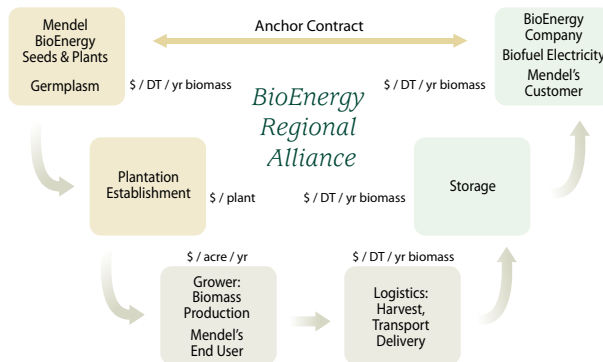 Mendel
BioEnergy
Seeds & Plants
Germplasm
Anchor Contract
BioEnergy
Company
Biofuel Electricity
Mendel's
Customer
$ / DT / yr biomass
$ / DT / yr biomass
BioEnergy
Regional
Alliance
Plantation
Establishment
$ / plant
$ / DT / yr biomass
Storage
$ / acre / yr
$ / DT / yr biomass
Grower:
Biomass
Production
Mendel's
End User
Logistics:
Harvest,
Transport
Delivery